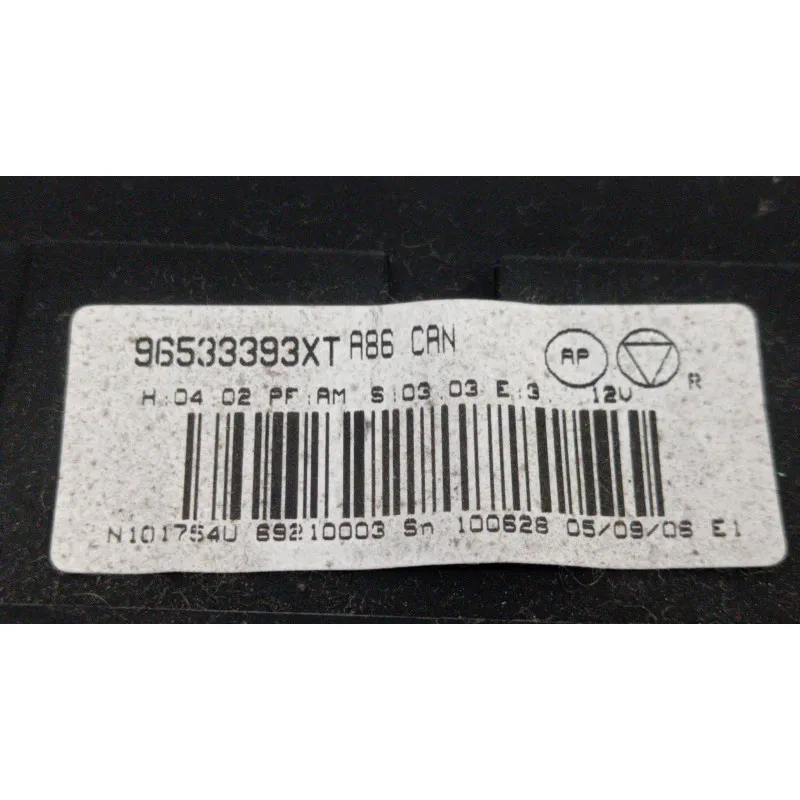 96533393XT A86 CAN AP
H:04.02 PF:AM S:03.03 E:3. 12V R
N101754U 69210003 Sn 100628 05/09/06 E1